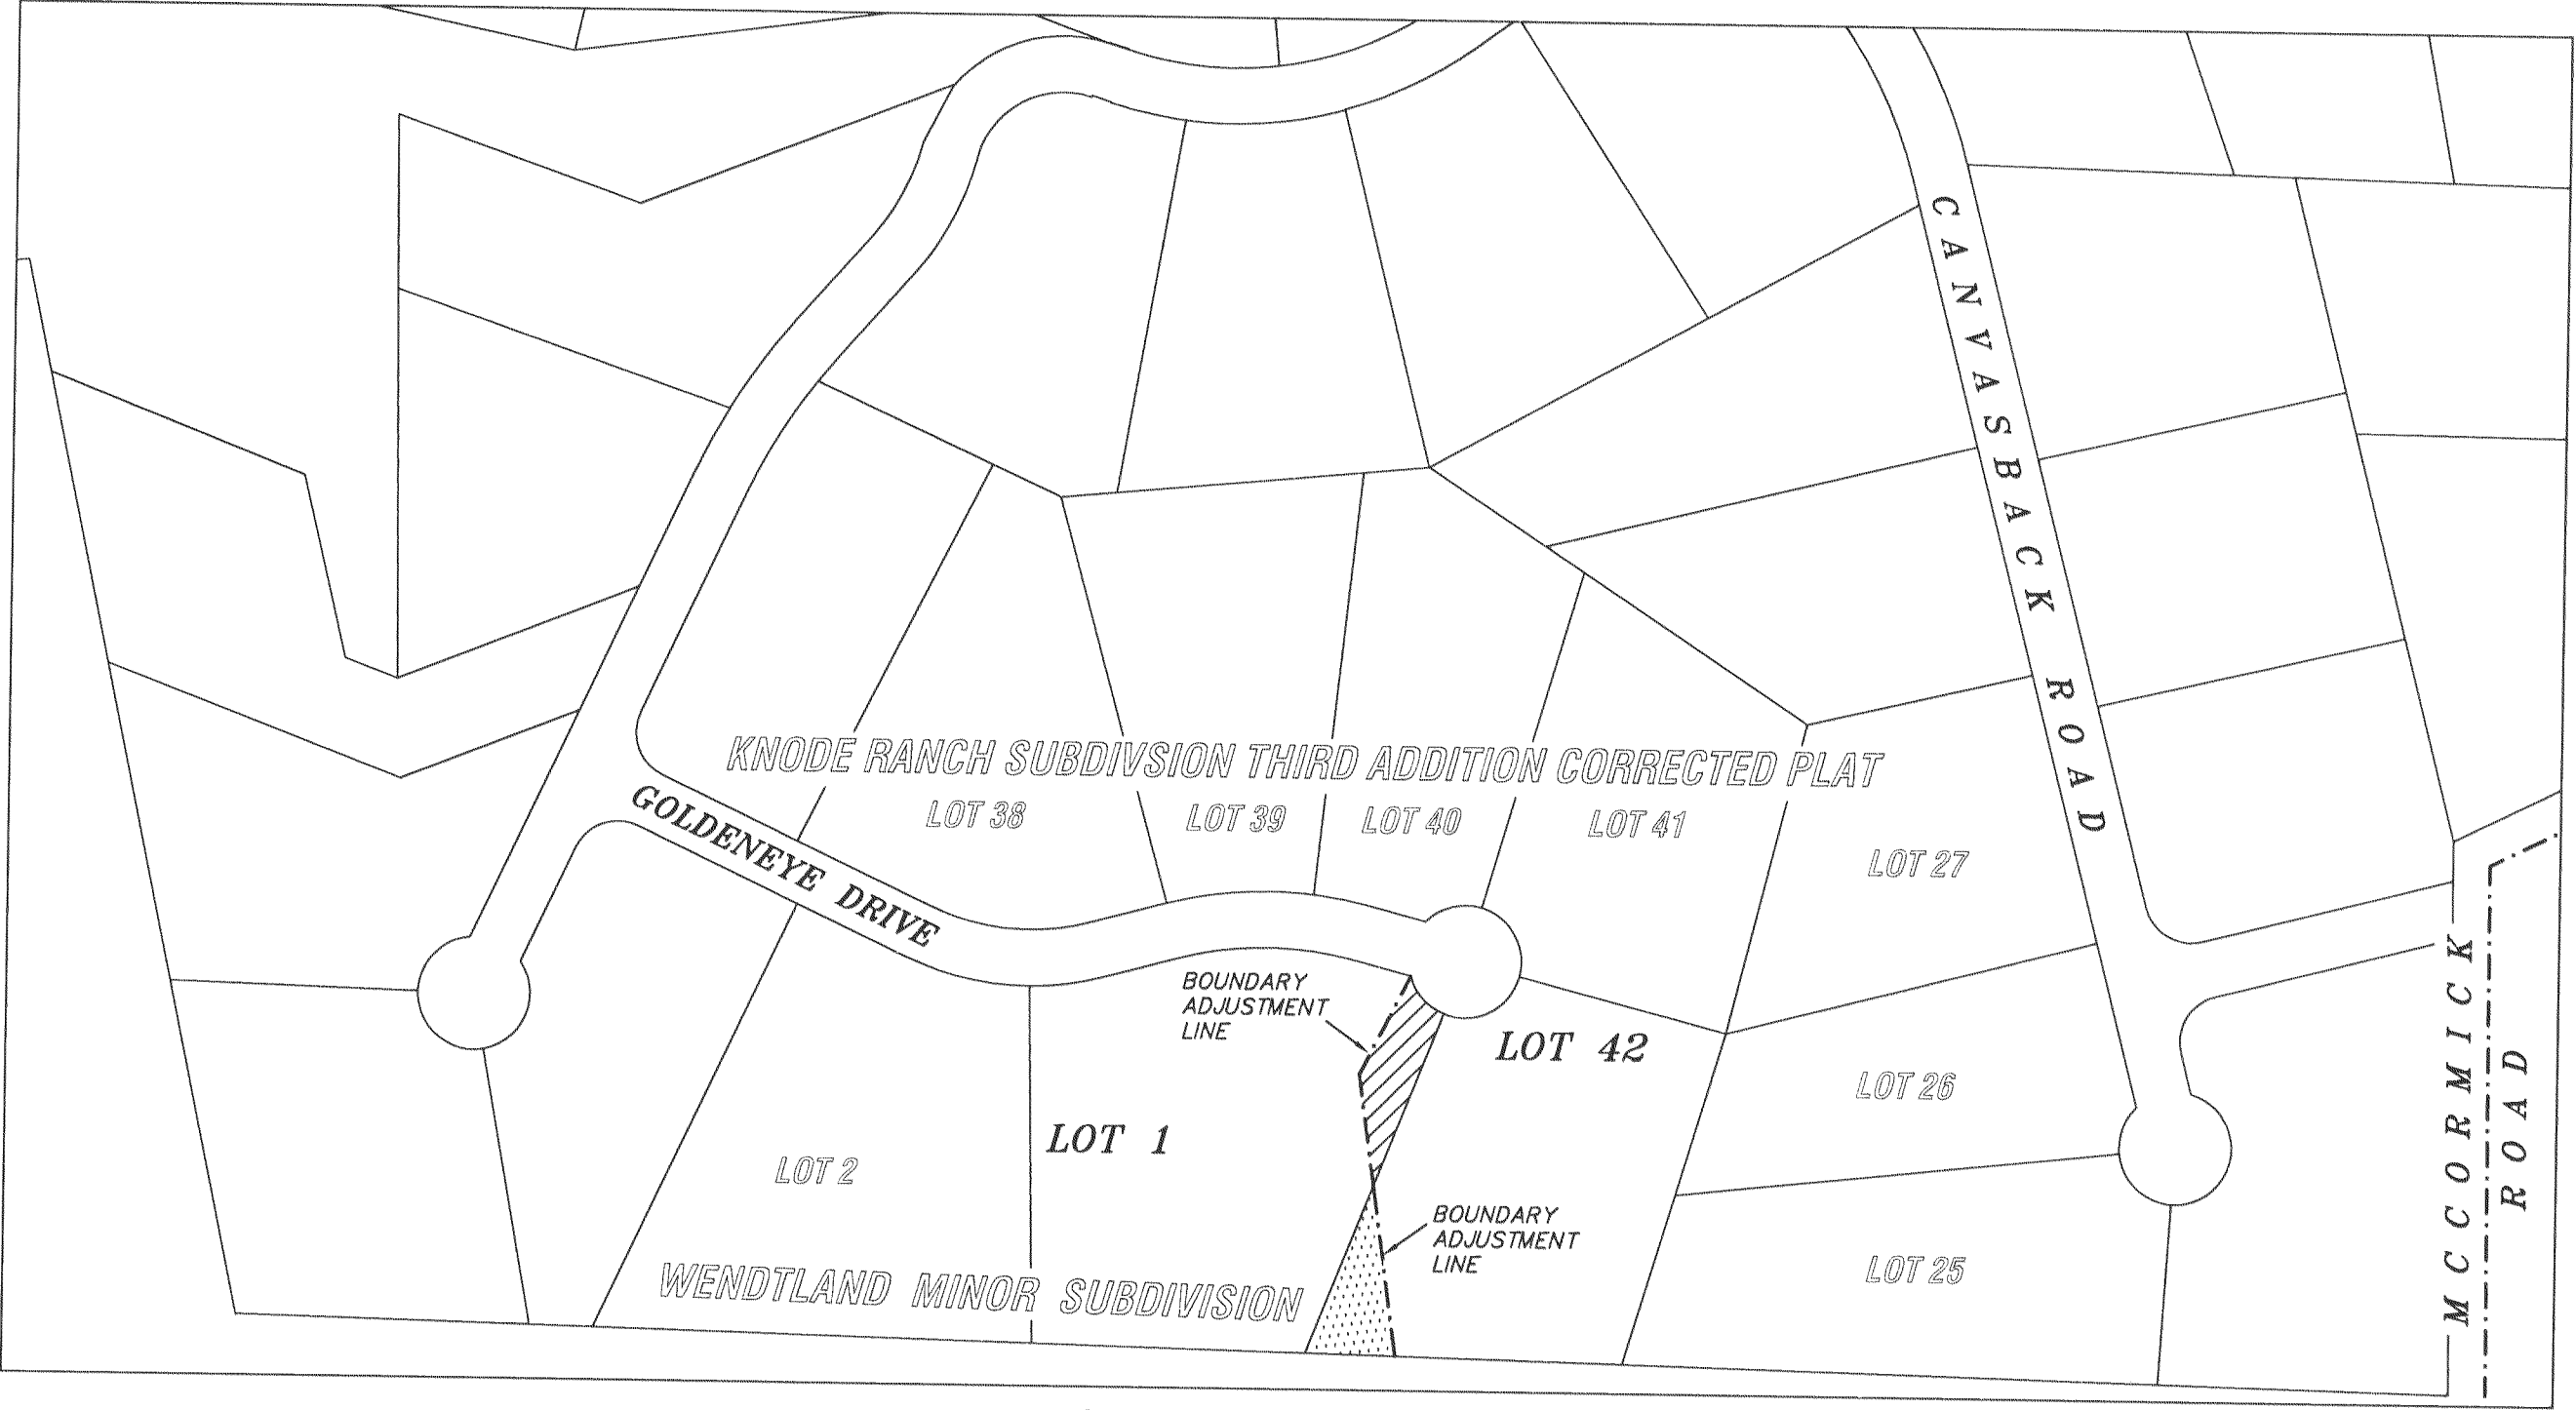 CANVASBACK ROAD
KNODE RANCH SUBDIVSION THIRD ADDITION CORRECTED PLAT
GOLDENEYE DRIVE
LOT 38
LOT 39
LOT 40
LOT 41
LOT 27
BOUNDARY
ADJUSTMENT
LINE
LOT 42
LOT 26
LOT 1
LOT 2
BOUNDARY
ADJUSTMENT
LINE
LOT 25
WENDTLAND MINOR SUBDIVISION
MCCORMICK
ROAD